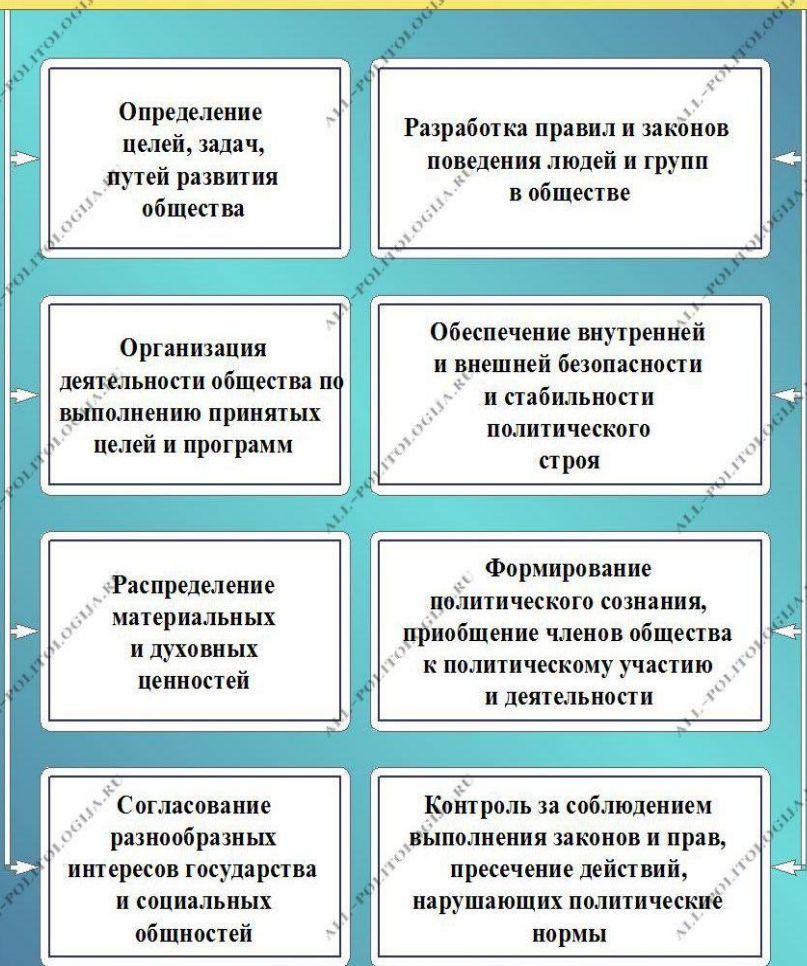 Определение
целей, задач,
путей развития
общества
Разработка правил и законов
поведения людей и групп
в обществе
Организация
деятельности общества по
выполнению принятых
целей и программ
Обеспечение внутренней
и внешней безопасности
и стабильности
политического
строя
Распределение
материальных
и духовных
ценностей
Формирование
политического сознания,
приобщение членов общества
к политическому участию
и деятельности
Согласование
разнообразных
интересов государства
и социальных
общностей
Контроль за соблюдением
выполнения законов и прав,
пресечение действий,
нарушающих политические
нормы
ALL-POLITOLOGIJA.RU